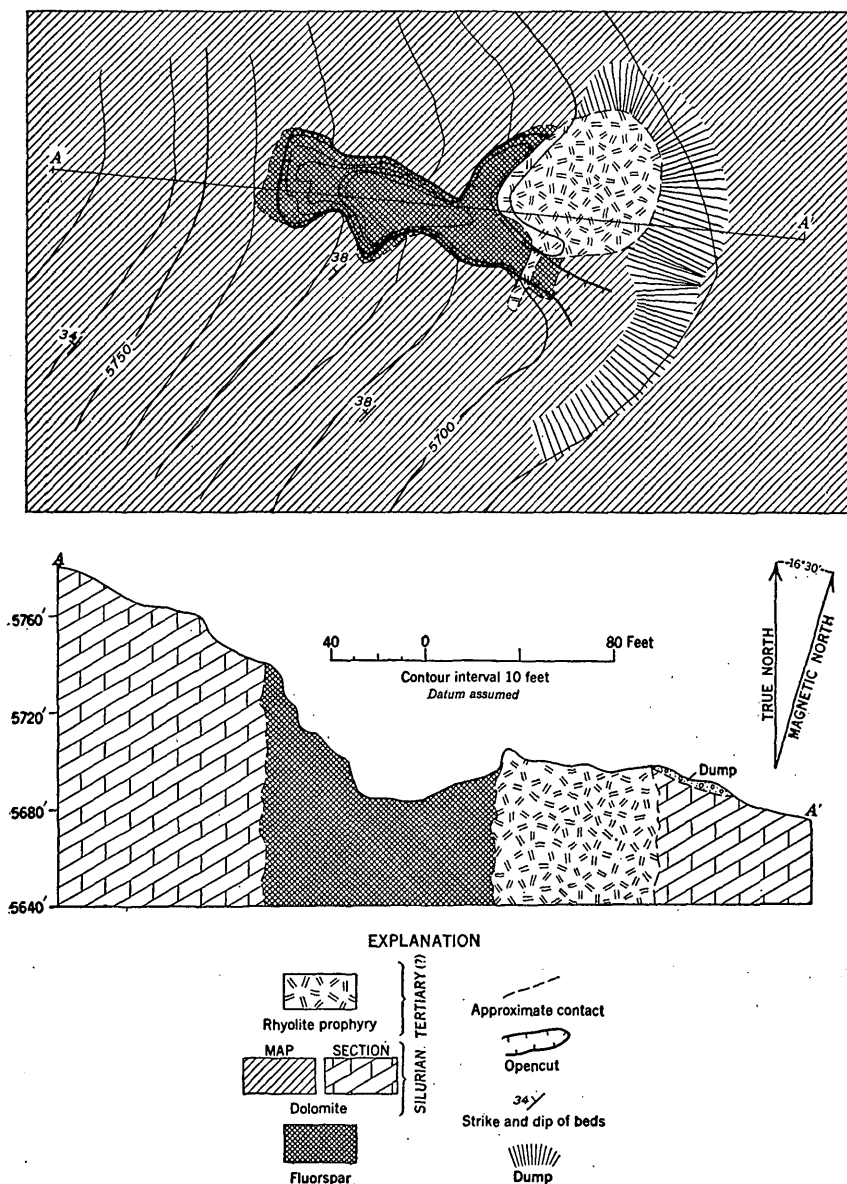 A
A'
38
34
5750
38
5700
A
5760'
5720'
5680'
5640'
40 0 80 Feet
Contour interval 10 feet
Datum assumed
16°30'
TRUE NORTH
MAGNETIC NORTH
Dump
A'
EXPLANATION
Rhyolite prophyry
TERTIARY (?)
MAP SECTION
Dolomite
SILURIAN
Fluorspar
Approximate contact
Opencut
34
Strike and dip of beds
Dump